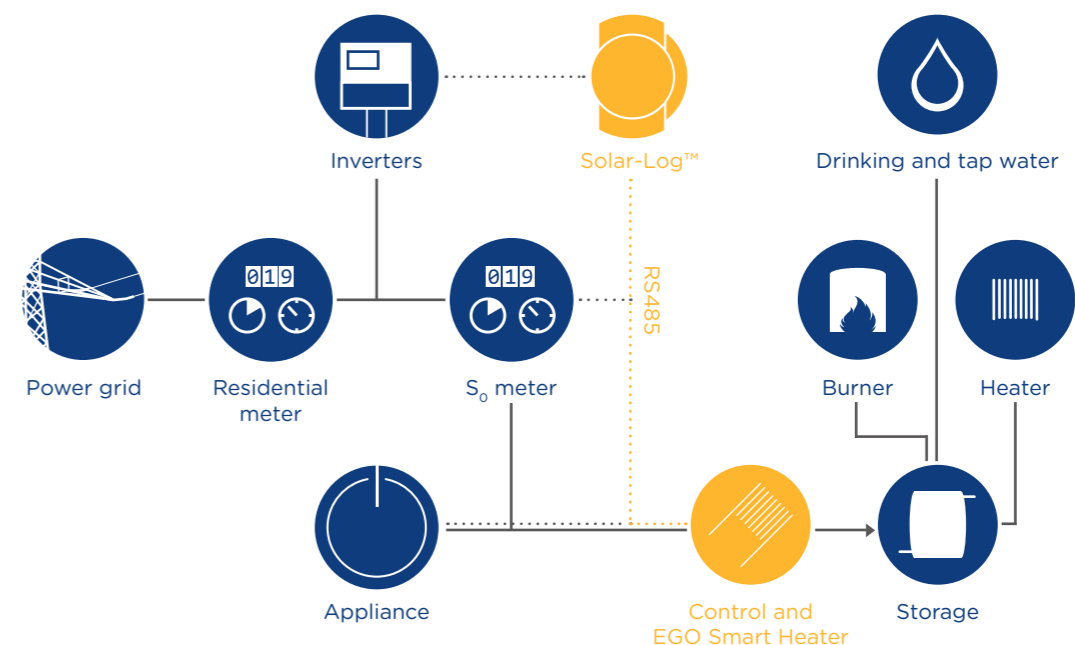 Inverters
Solar-Log™
Drinking and tap water
019
019
RS485
Power grid
Residential
meter
S₀ meter
Burner
Heater
Appliance
Control and
EGO Smart Heater
Storage